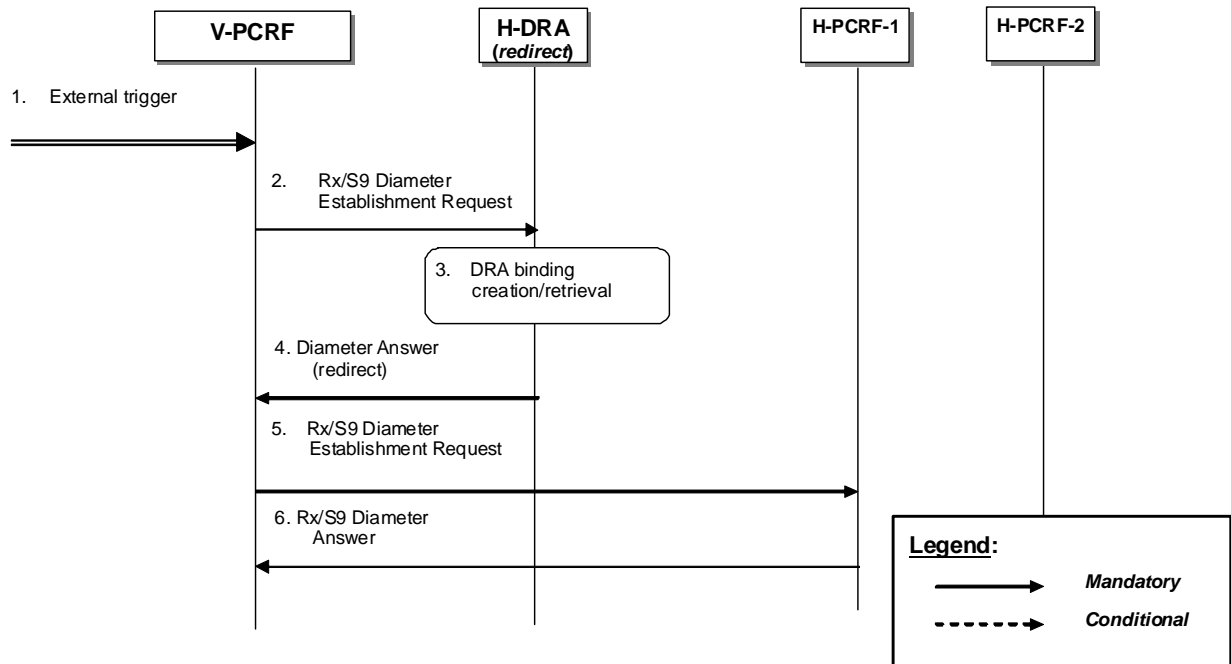 V-PCRF
H-DRA
(redirect)
H-PCRF-1
H-PCRF-2
1. External trigger
2. Rx/S9 Diameter
Establishment Request
3. DRA binding
creation/retrieval
4. Diameter Answer
(redirect)
5. Rx/S9 Diameter
Establishment Request
6. Rx/S9 Diameter
Answer
Legend:
Mandatory
Conditional